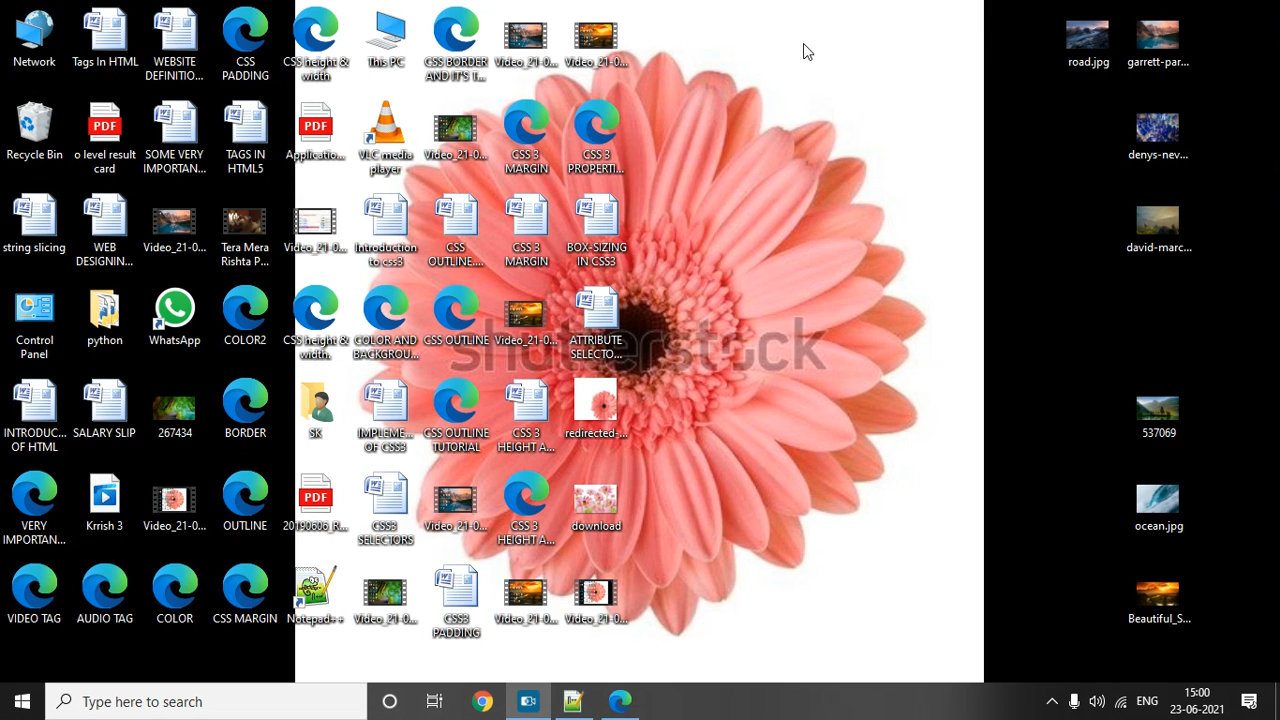 Network
Tags In HTML
WEBSITE
DEFINITIO...
CSS
PADDING
CSS height &
width
This PC
CSS BORDER
AND IT'S T...
Video_21-0...
Video_21-0...
road.jpg
garrett-par...
Recycle Bin
PDF
o level result
card
SOME VERY
IMPORTAN...
TAGS IN
HTML5
PDF
Applicatio...
VLC media
player
Video_21-0...
CSS 3
MARGIN
CSS 3
PROPERTI...
denys-nev...
string slicing
WEB
DESIGNIN...
Video_21-0...
Tera Mera
Rishta P...
Video_21-0...
Introduction
to css3
CSS
OUTLINE....
CSS 3
MARGIN
BOX-SIZING
IN CSS3
david-marc...
Control
Panel
python
WhatsApp
COLOR2
CSS height &
width.
COLOR AND
BACKGROU...
CSS OUTLINE
Video_21-0...
ATTRIBUTE
SELECTO...
shutterstock
INTRODUC...
OF HTML
SALARY SLIP
267434
BORDER
SK
IMPLEME...
OF CSS3
CSS OUTLINE
TUTORIAL
CSS 3
HEIGHT A...
redirected-...
537069
VERY
IMPORTAN...
Krrish 3
Video_21-0...
OUTLINE
PDF
20190606_R...
CSS3
SELECTORS
Video_21-0...
CSS 3
HEIGHT A...
download
ocean.jpg
VIDEO TAG
AUDIO TAG
COLOR
CSS MARGIN
Notepad++
Video_21-0...
CSS3
PADDING
Video_21-0...
Video_21-0...
Beautiful_S...
Type here to search
ENG
15:00
23-06-2021